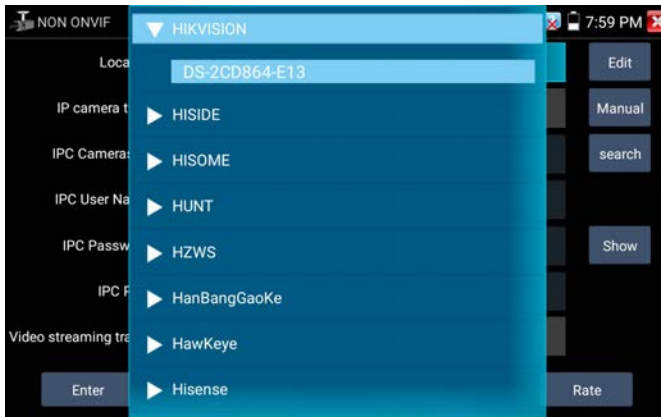 NON ONVIF
HIKVISION
7:59 PM
Loca
DS-2CD864-E13
Edit
IP camera t
HISIDE
Manual
IPC Camera
HISOME
search
IPC User Na
HUNT
IPC Passw
HZWS
Show
IPC
HanBangGaoKe
Video streaming tra
HawKeye
Enter
Hisense
Rate